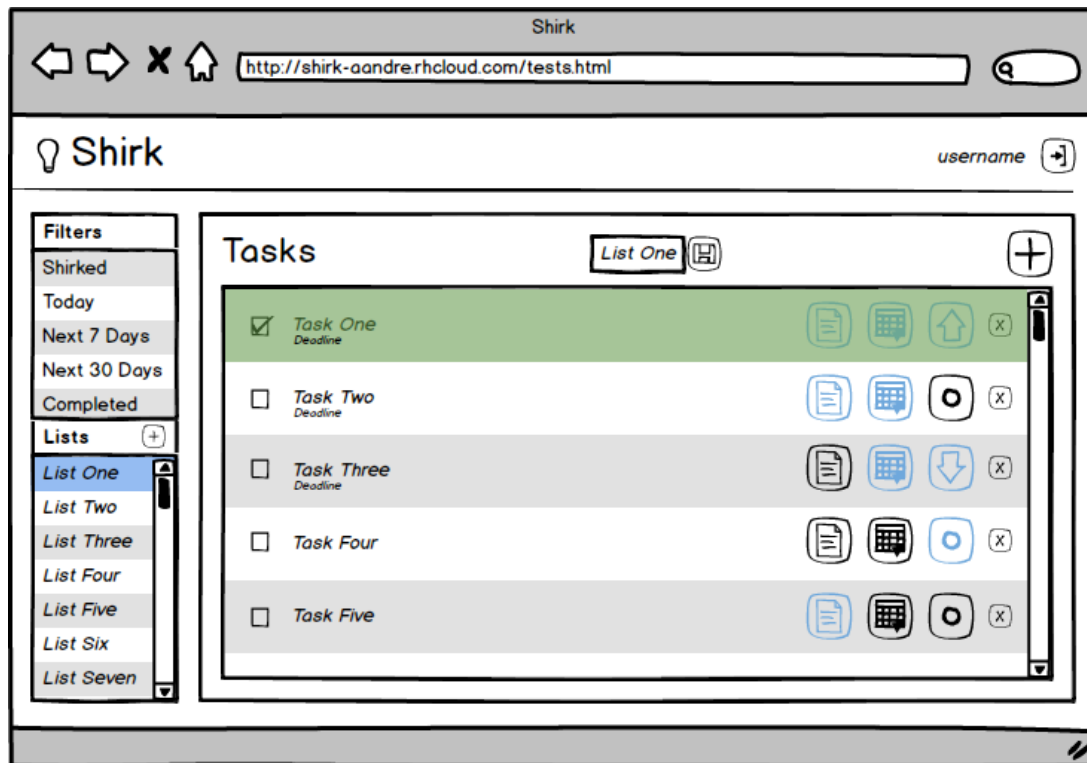 Shirk
http://shirk-aandre.rhcloud.com/tests.html
Shirk
username
Filters
Shirked
Today
Next 7 Days
Next 30 Days
Completed
Lists
List One
List Two
List Three
List Four
List Five
List Six
List Seven
Tasks
List One
Task One
Deadline
Task Two
Deadline
Task Three
Deadline
Task Four
Task Five